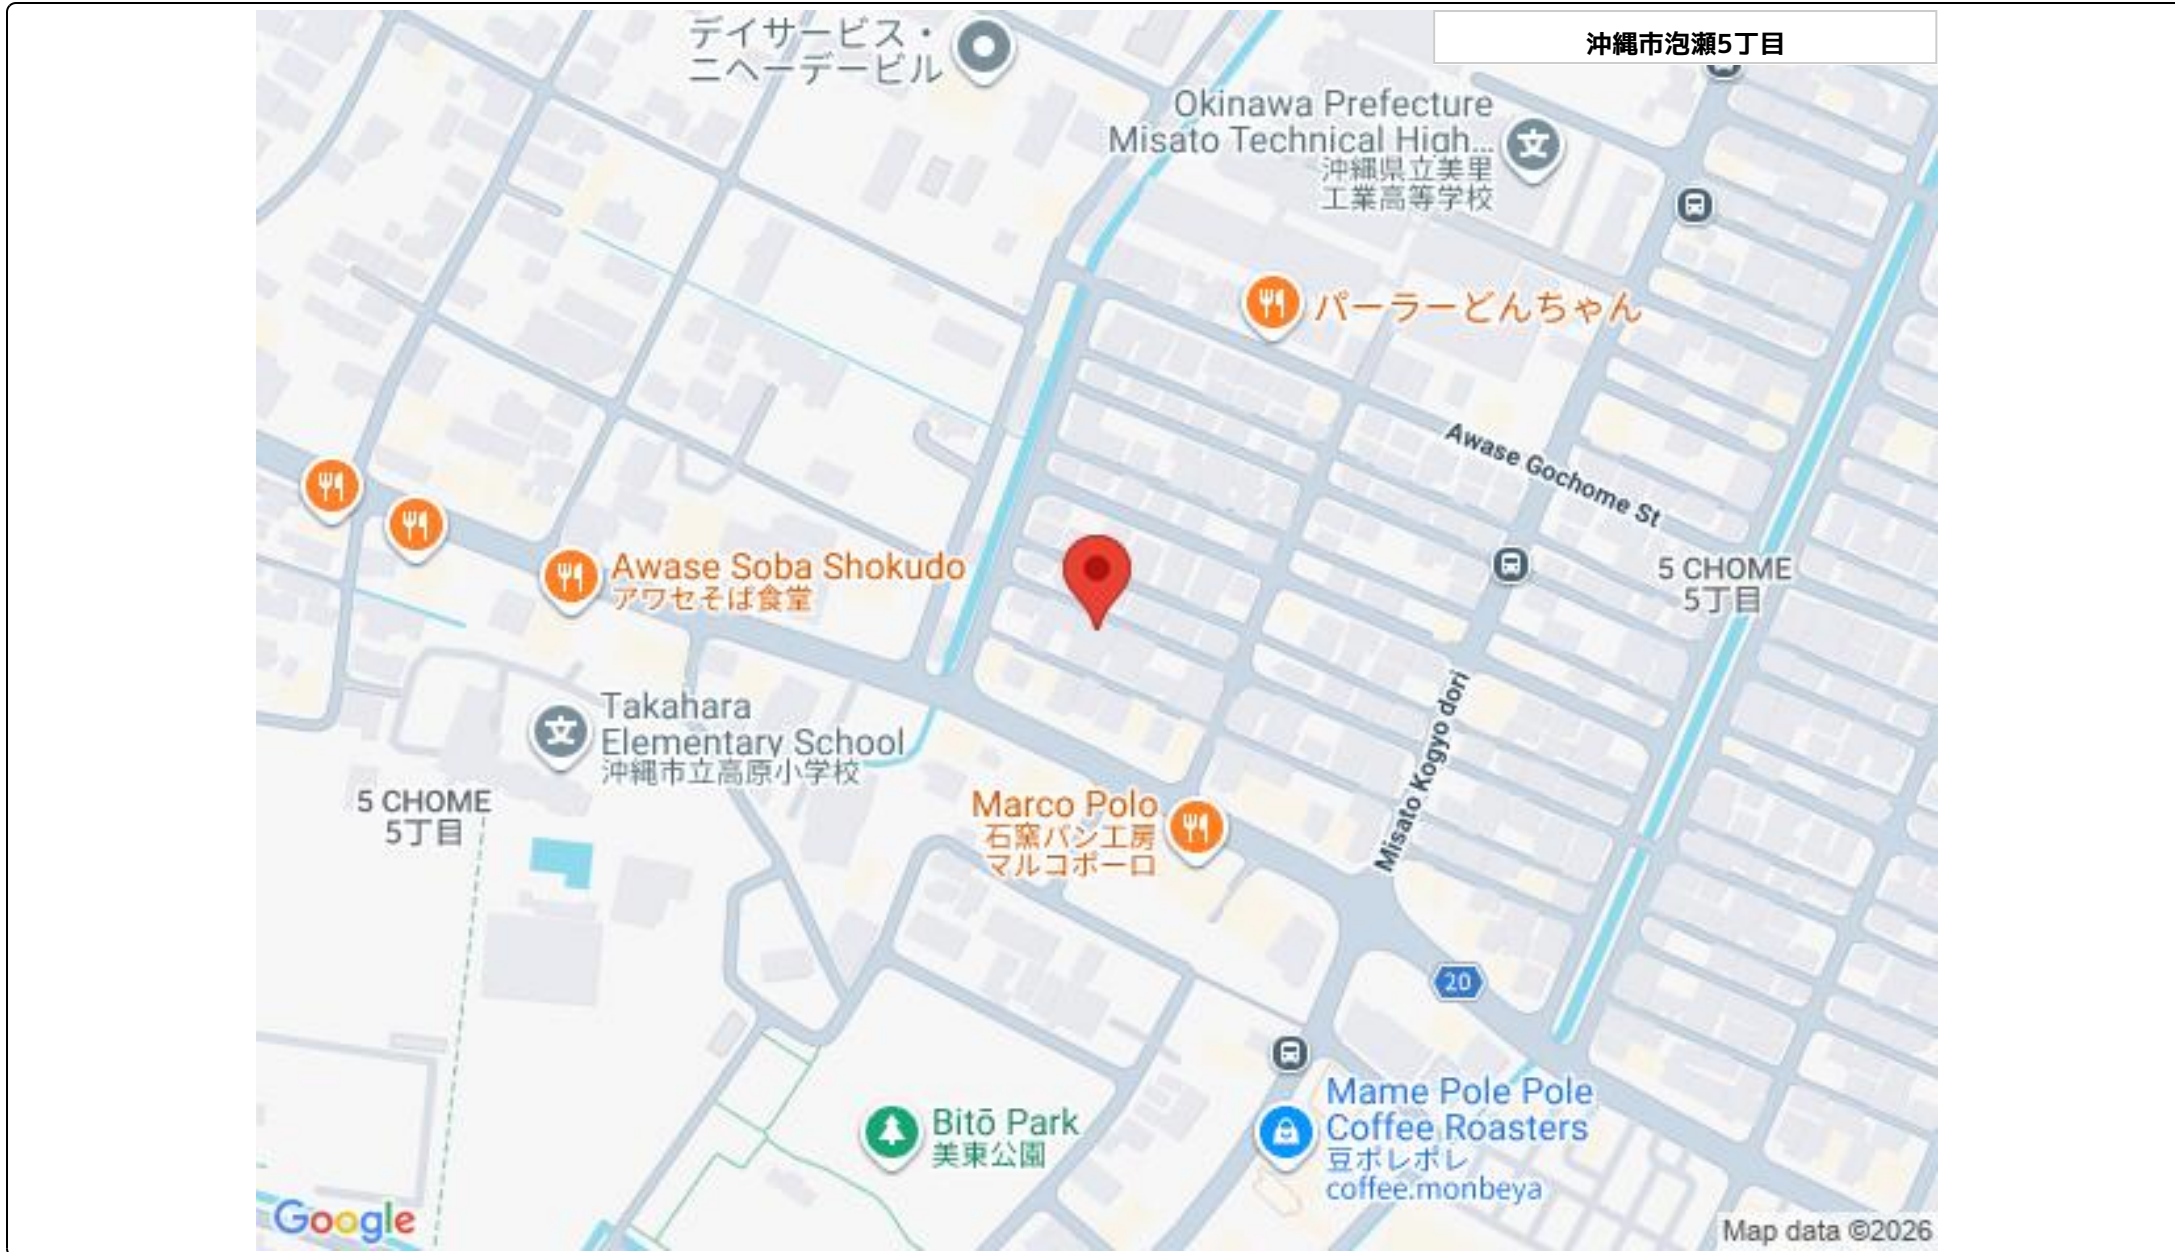 沖縄市泡瀬5丁目
デイサービス・
ニヘーデービル
Okinawa Prefecture
Misato Technical High...
沖縄県立美里
工業高等学校
パーラーどんちゃん
Awase Gochome St
5 CHOME
5丁目
Awase Soba Shokudo
アワセそば食堂
Takahara
Elementary School
沖縄市立高原小学校
Misato Kogyo dori
5 CHOME
5丁目
Marco Polo
石窯パン工房
マルコポーロ
20
Mame Pole Pole
Coffee Roasters
豆ポレポレ
coffee.monbeya
Bitō Park
美東公園
Google
Map data ©2026